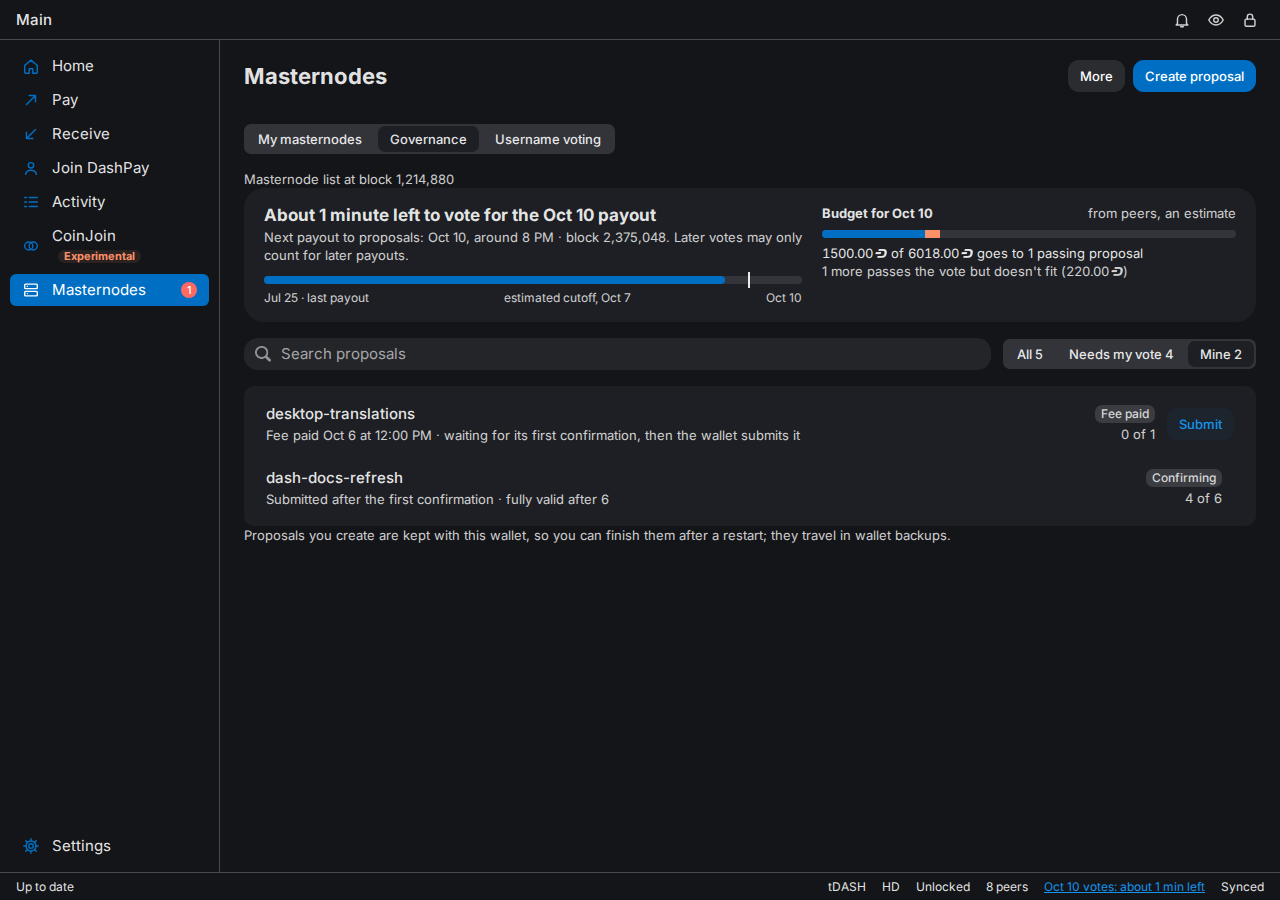 Main
Home
Pay
Receive
Join DashPay
Activity
CoinJoin
Experimental
Masternodes 1
Settings
Masternodes
More
Create proposal
My masternodes
Governance
Username voting
Masternode list at block 1,214,880
About 1 minute left to vote for the Oct 10 payout
Next payout to proposals: Oct 10, around 8 PM · block 2,375,048. Later votes may only
count for later payouts.
Jul 25 · last payout
estimated cutoff, Oct 7
Oct 10
Budget for Oct 10
from peers, an estimate
1500.00 of 6018.00 goes to 1 passing proposal
1 more passes the vote but doesn't fit (220.00)
Search proposals
All 5
Needs my vote 4
Mine 2
desktop-translations
Fee paid Oct 6 at 12:00 PM · waiting for its first confirmation, then the wallet submits it
Fee paid
0 of 1
Submit
dash-docs-refresh
Submitted after the first confirmation · fully valid after 6
Confirming
4 of 6
Proposals you create are kept with this wallet, so you can finish them after a restart; they travel in wallet backups.
Up to date
tDASH
HD
Unlocked
8 peers
Oct 10 votes: about 1 min left
Synced